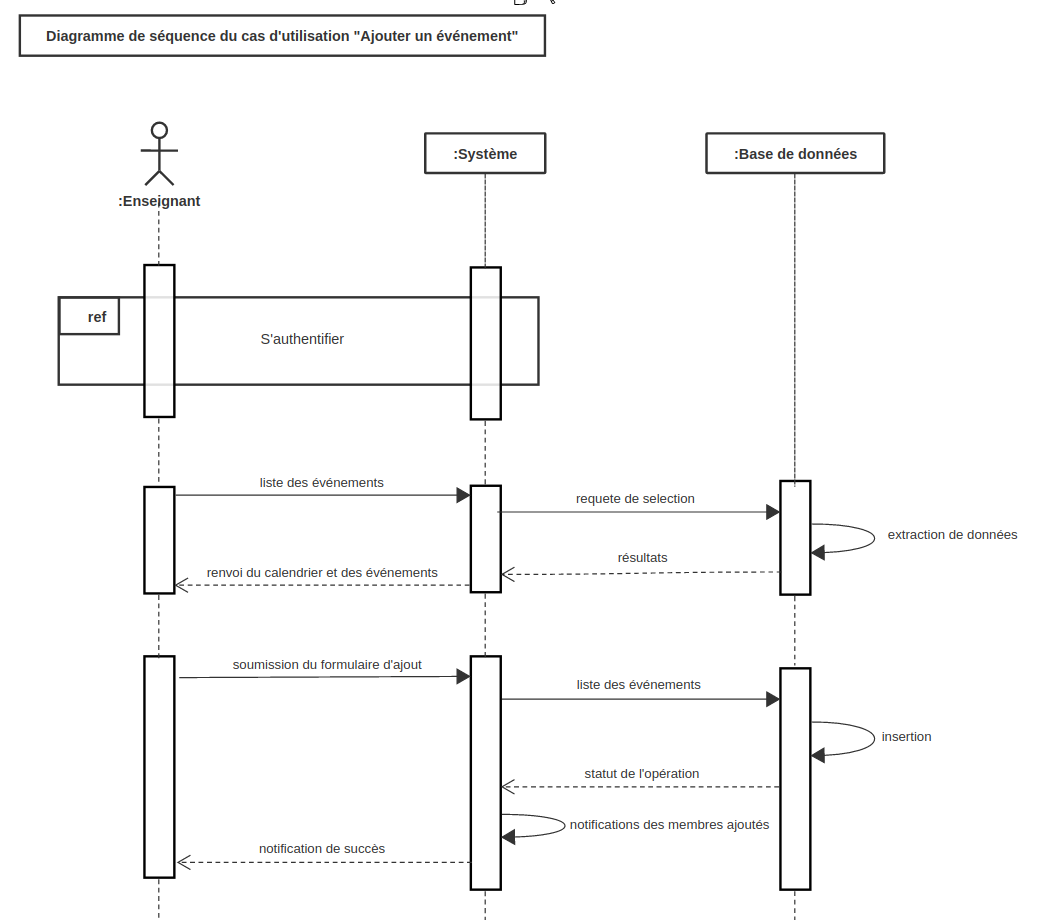 Diagramme de séquence du cas d'utilisation "Ajouter un événement"
:Enseignant
:Système
:Base de données
ref
S'authentifier
liste des événements
requete de selection
extraction de données
résultats
renvoi du calendrier et des événements
soumission du formulaire d'ajout
liste des événements
insertion
statut de l'opération
notifications des membres ajoutés
notification de succès